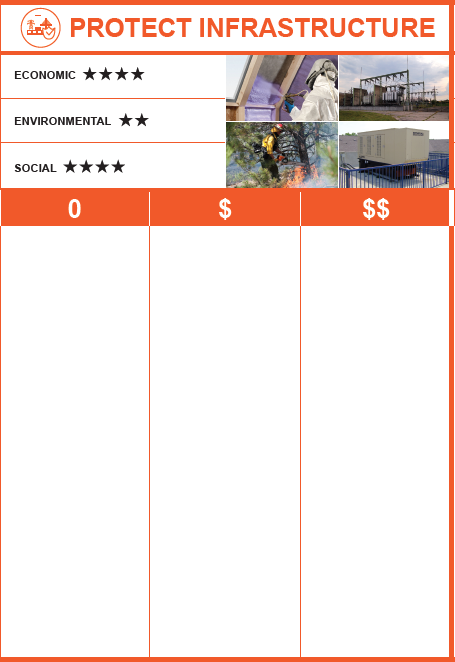 PROTECT INFRASTRUCTURE
ECONOMIC ★★★★
ENVIRONMENTAL ★★
SOCIAL ★★★★
0 $ $$